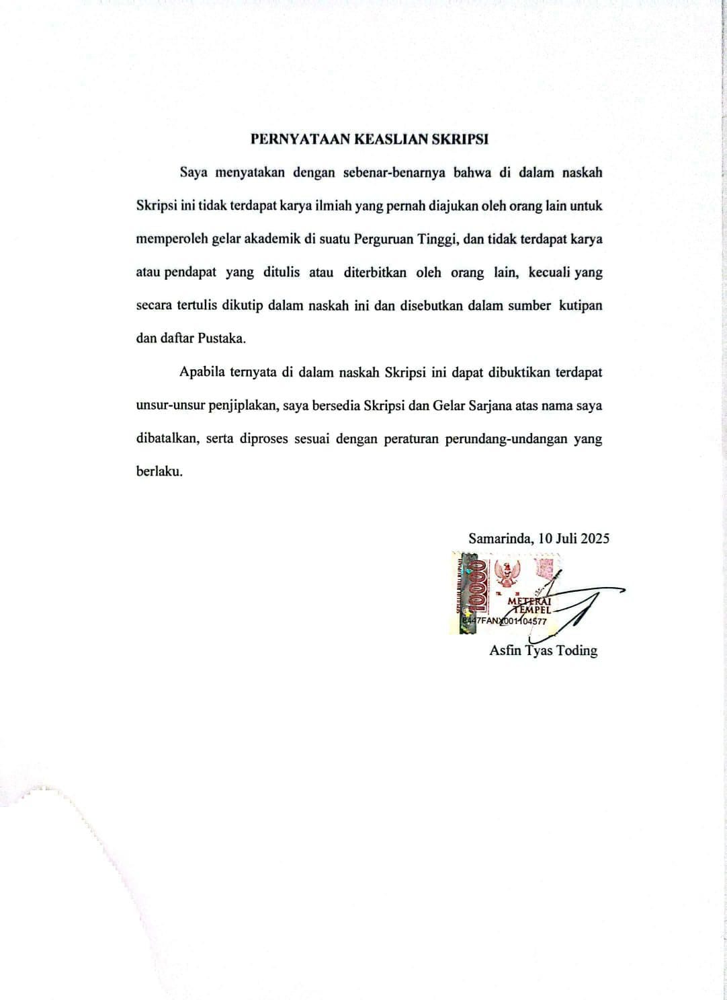 PERNYATAAN KEASLIAN SKRIPSI
Saya menyatakan dengan sebenar-benarnya bahwa di dalam naskah
Skripsi ini tidak terdapat karya ilmiah yang pernah diajukan oleh orang lain untuk
memperoleh gelar akademik di suatu Perguruan Tinggi, dan tidak terdapat karya
atau pendapat yang ditulis atau diterbitkan oleh orang lain, kecuali yang
secara tertulis dikutip dalam naskah ini dan disebutkan dalam sumber kutipan
dan daftar Pustaka.
Apabila ternyata di dalam naskah Skripsi ini dapat dibuktikan terdapat
unsur-unsur penjiplakan, saya bersedia Skripsi dan Gelar Sarjana atas nama saya
dibatalkan, serta diproses sesuai dengan peraturan perundang-undangan yang
berlaku.
Samarinda, 10 Juli 2025
SEPULUH RIBU RUPIAH
10000
METERAI
TEMPEL
Asfin Tyas Toding